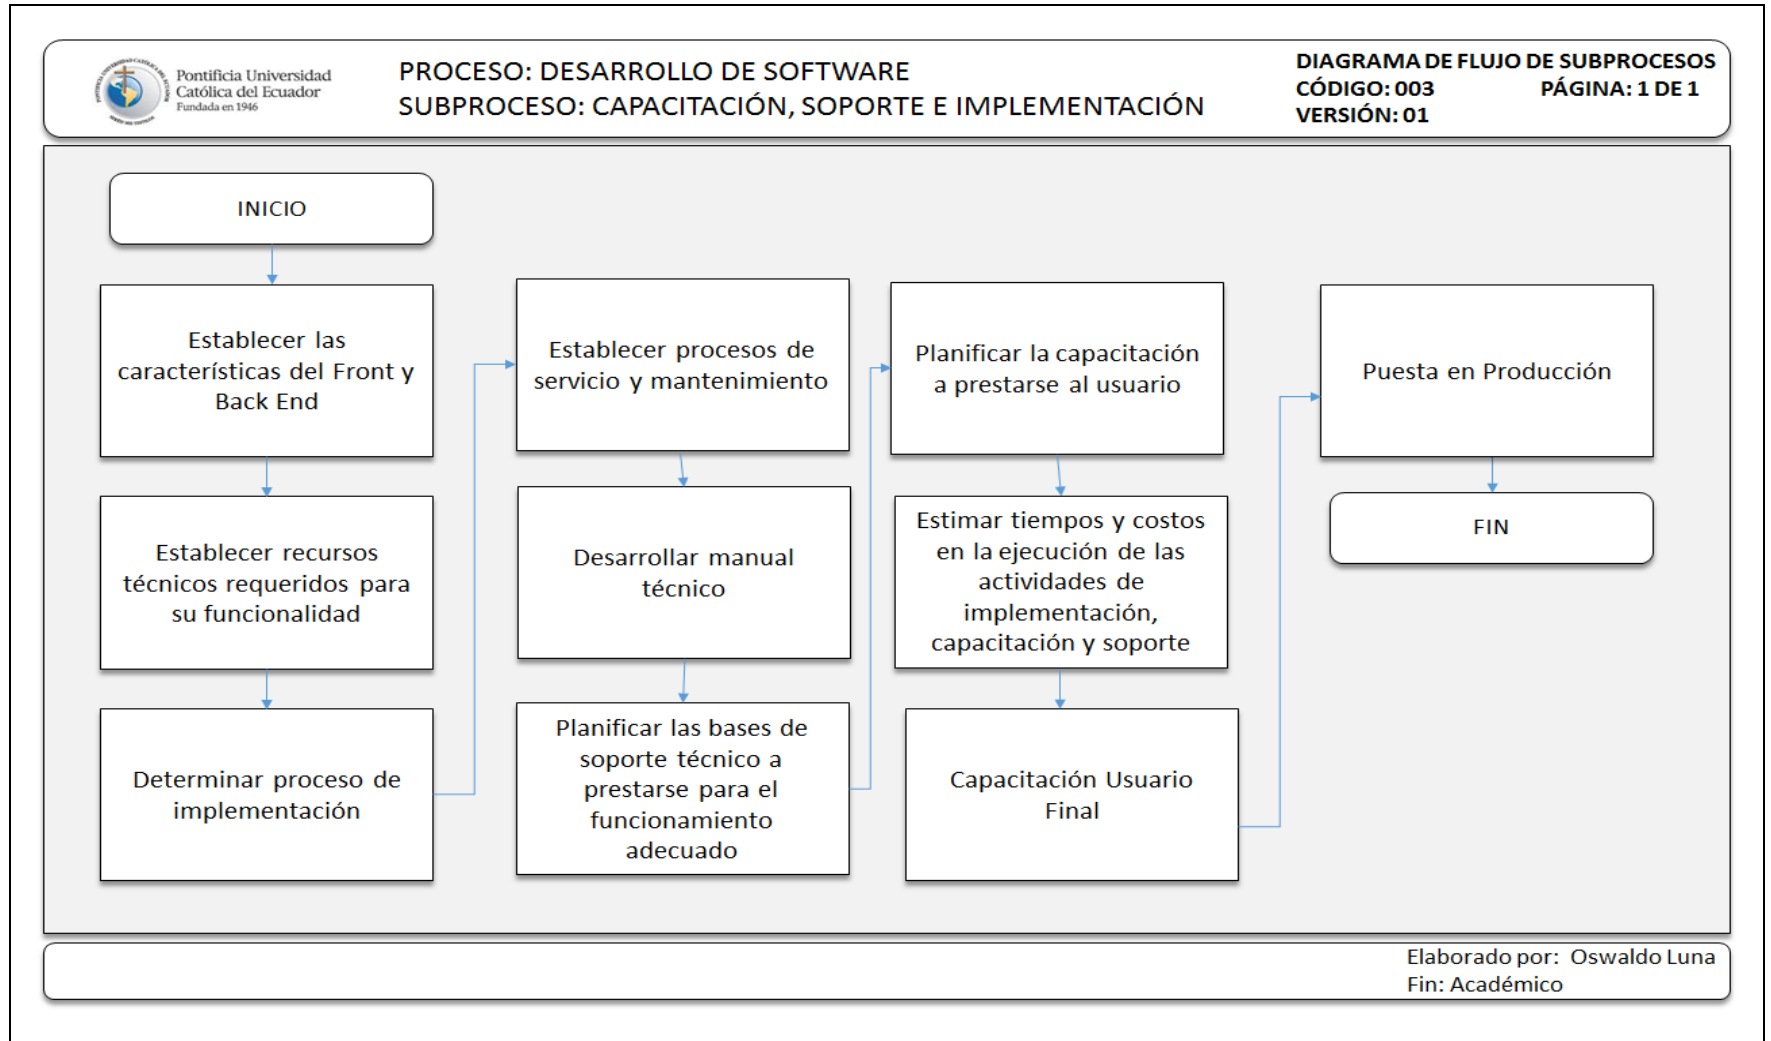 Pontificia Universidad
Católica del Ecuador
Fundada en 1946
PROCESO: DESARROLLO DE SOFTWARE
SUBPROCESO: CAPACITACIÓN, SOPORTE E IMPLEMENTACIÓN
DIAGRAMA DE FLUJO DE SUBPROCESOS
CÓDIGO: 003 PÁGINA: 1 DE 1
VERSIÓN: 01
INICIO
Establecer las
características del Front y
Back End
Establecer recursos
técnicos requeridos para
su funcionalidad
Determinar proceso de
implementación
Establecer procesos de
servicio y mantenimiento
Desarrollar manual
técnico
Planificar las bases de
soporte técnico a
prestarse para el
funcionamiento
adecuado
Planificar la capacitación
a prestarse al usuario
Estimar tiempos y costos
en la ejecución de las
actividades de
implementación,
capacitación y soporte
Capacitación Usuario
Final
Puesta en Producción
FIN
Elaborado por: Oswaldo Luna
Fin: Académico